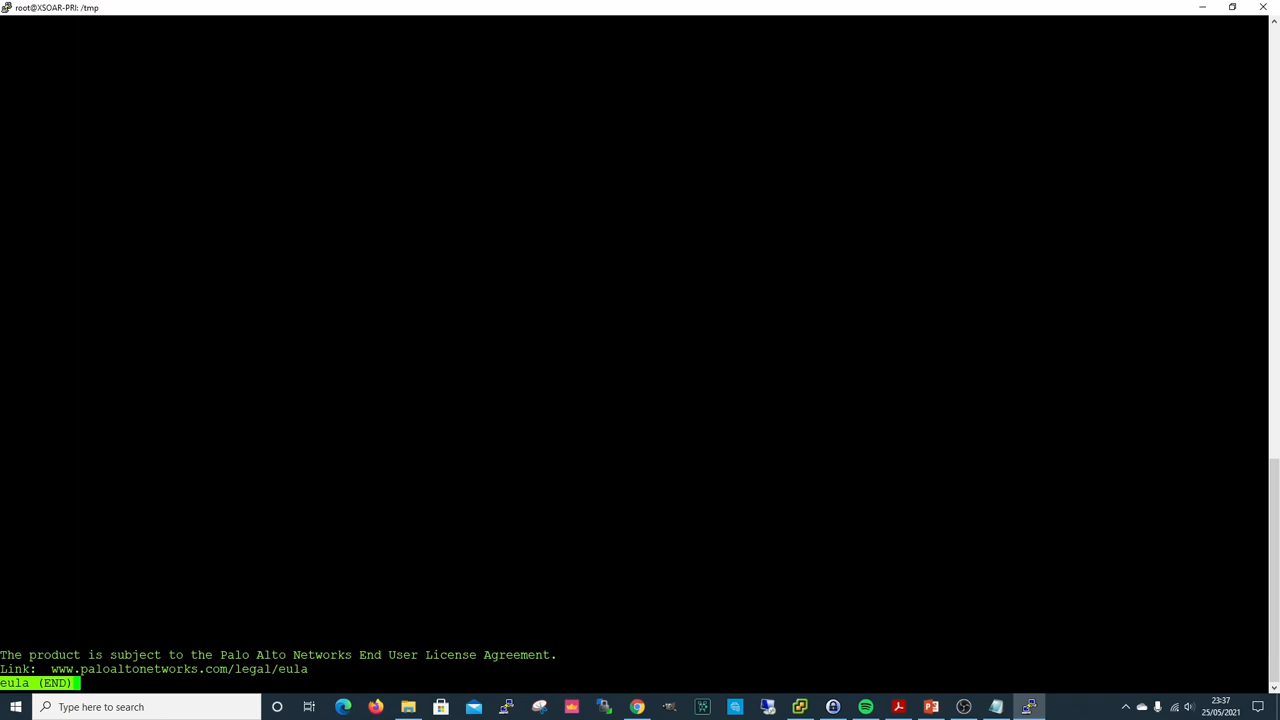 root@XSOAR-PRI: /tmp
The product is subject to the Palo Alto Networks End User License Agreement.
Link:  www.paloaltonetworks.com/legal/eula
eula (END)
Type here to search
23:37
25/05/2021